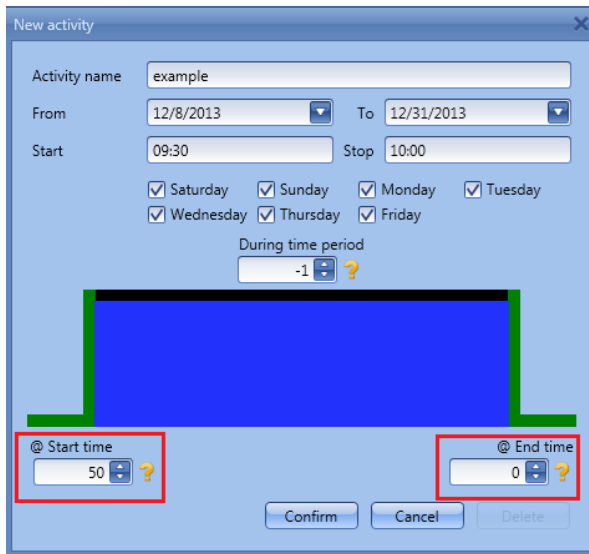 New activity
Activity name example
From 12/8/2013 To 12/31/2013
Start 09:30 Stop 10:00
Saturday Sunday Monday Tuesday
Wednesday Thursday Friday
During time period
-1 ?
@ Start time @ End time
50 ? 0 ?
Confirm Cancel Delete